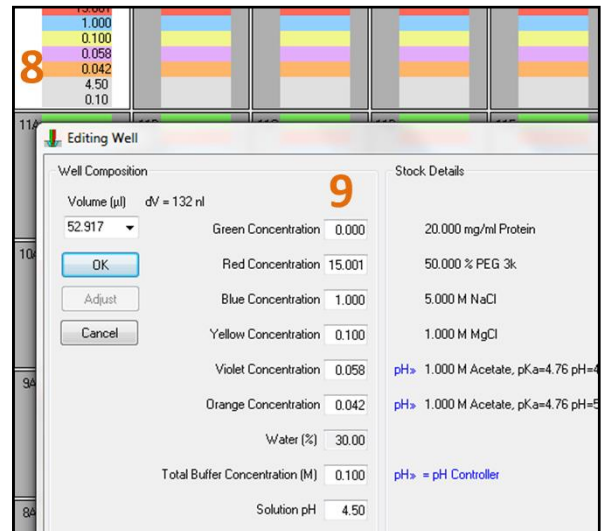 15.001
1.000
0.100
0.058
8
0.042
4.50
0.10
11A
Editing Well
Well Composition
9
Stock Details
Volume (µl) dV = 132 nl
52.917
Green Concentration 0.000 20.000 mg/ml Protein
10A
OK
Red Concentration 15.001 50.000 % PEG 3k
Adjust
Blue Concentration 1.000 5.000 M NaCl
Cancel
Yellow Concentration 0.100 1.000 M MgCl
Violet Concentration 0.058 pH» 1.000 M Acetate, pKa=4.76 pH=4
9A
Orange Concentration 0.042 pH» 1.000 M Acetate, pKa=4.76 pH=5
Water (%) 30.00
Total Buffer Concentration (M) 0.100 pH» = pH Controller
8A
Solution pH 4.50